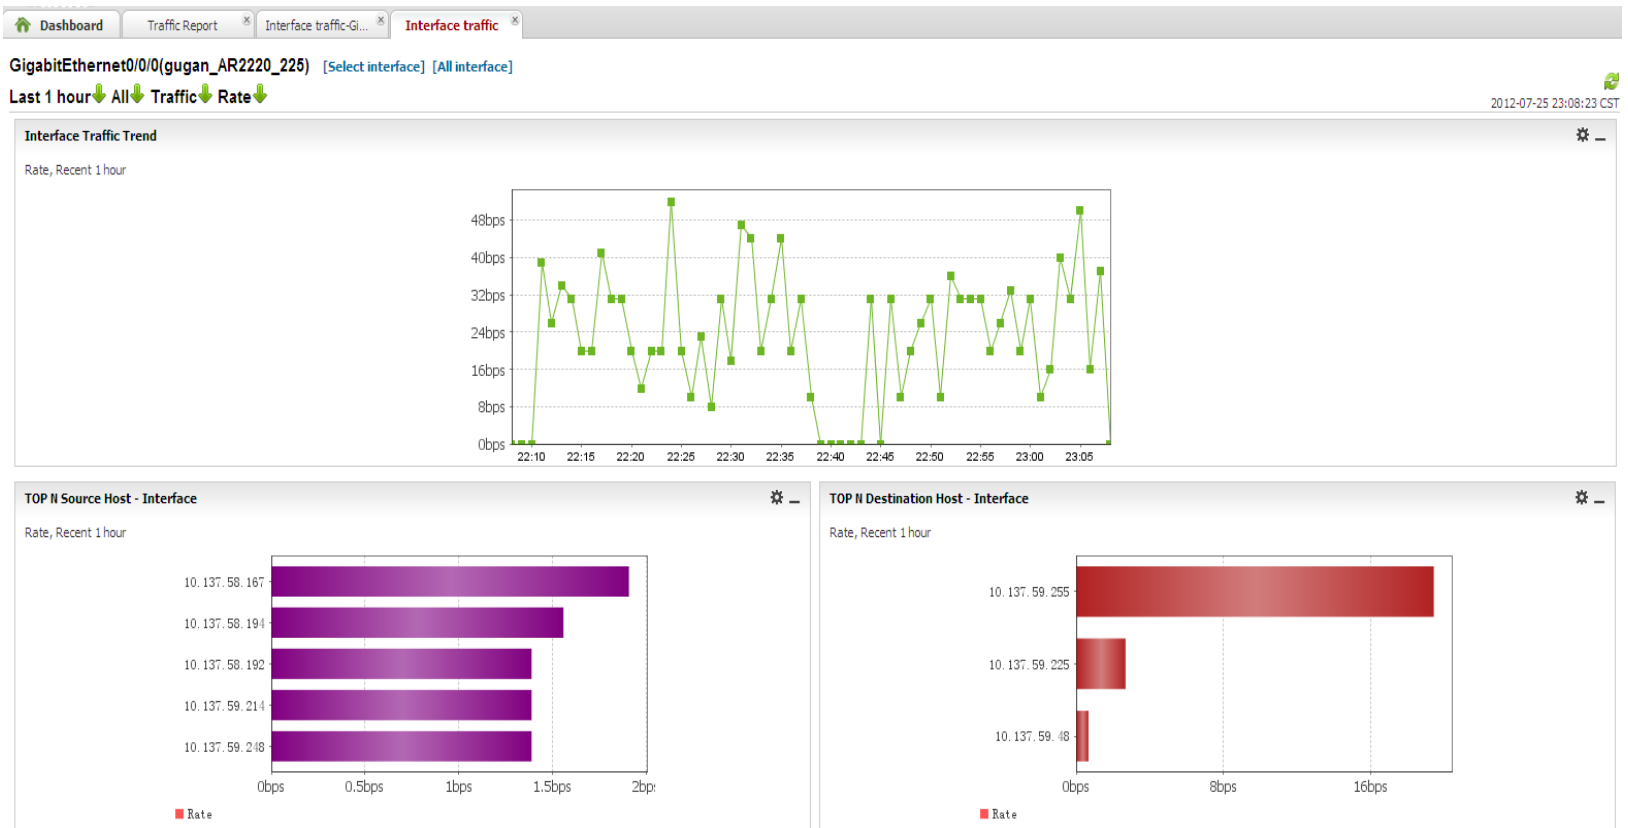 Dashboard Traffic Report Interface traffic-Gi... Interface traffic
GigabitEthernet0/0/0(gugan_AR2220_225) [Select interface] [All interface]
Last 1 hour All Traffic Rate
2012-07-25 23:08:23 CST
Interface Traffic Trend
Rate, Recent 1 hour
48bps
40bps
32bps
24bps
16bps
8bps
0bps
22:10 22:15 22:20 22:25 22:30 22:35 22:40 22:45 22:50 22:55 23:00 23:05
TOP N Source Host - Interface
Rate, Recent 1 hour
10.137.58.167
10.137.58.194
10.137.58.192
10.137.59.214
10.137.59.248
0bps 0.5bps 1bps 1.5bps 2bp
Rate
TOP N Destination Host - Interface
Rate, Recent 1 hour
10.137.59.255
10.137.59.225
10.137.59.48
0bps 8bps 16bps
Rate